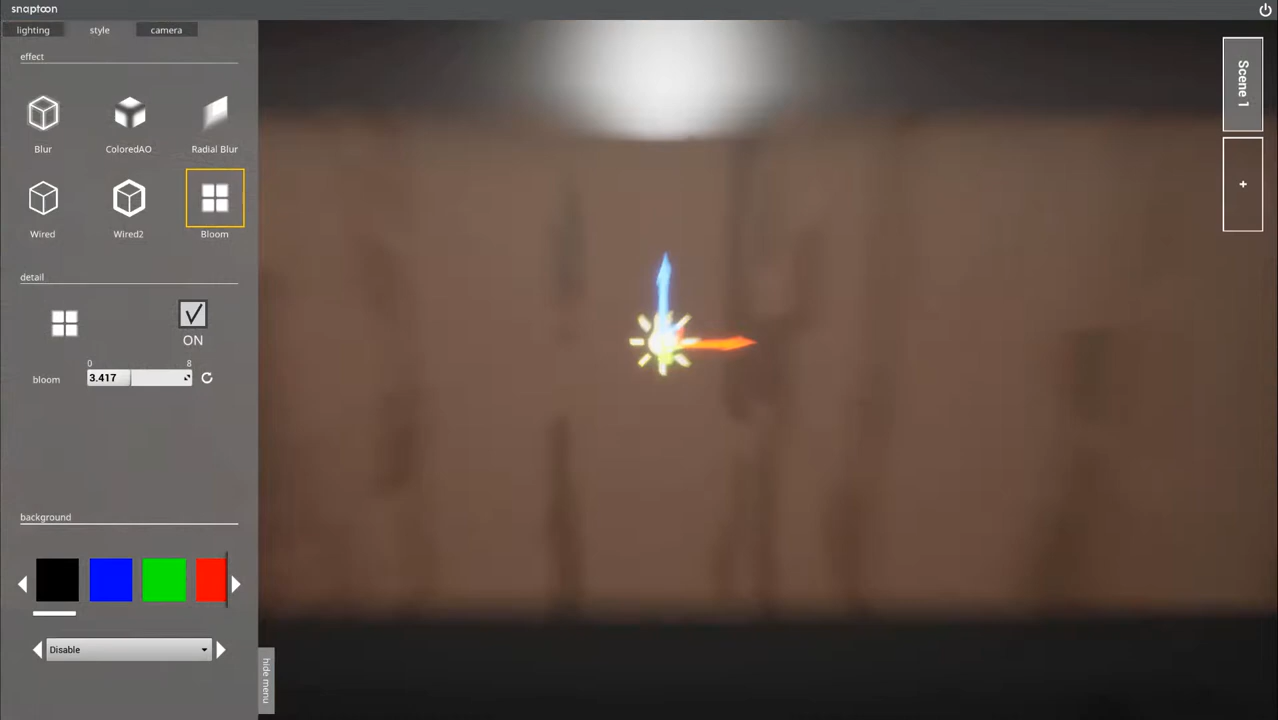 snaptoon
lighting style camera
effect
Blur ColoredAO Radial Blur
Wired Wired2 Bloom
detail
ON
0 8
bloom 3.417
background
Disable
hide menu
Scene 1
+